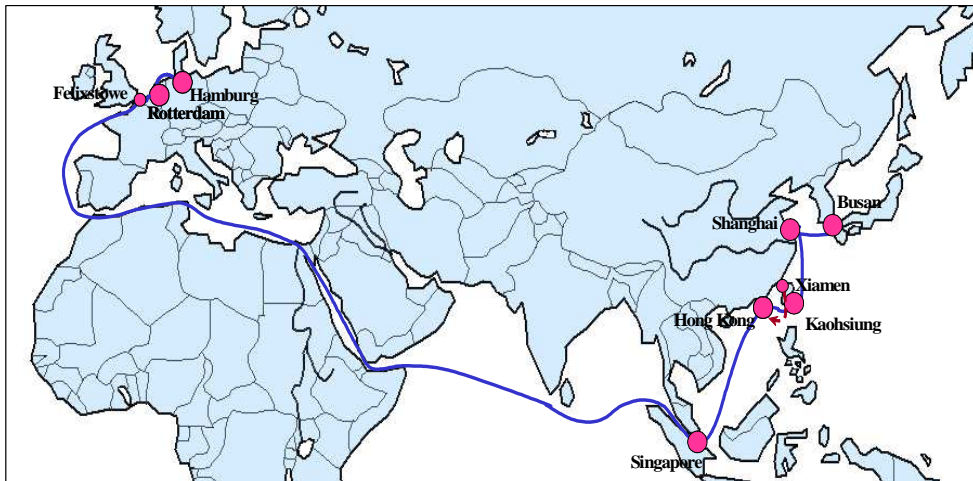 Felixstowe
Hamburg
Rotterdam
Busan
Shanghai
Xiamen
Hong Kong
Kaohsiung
Singapore